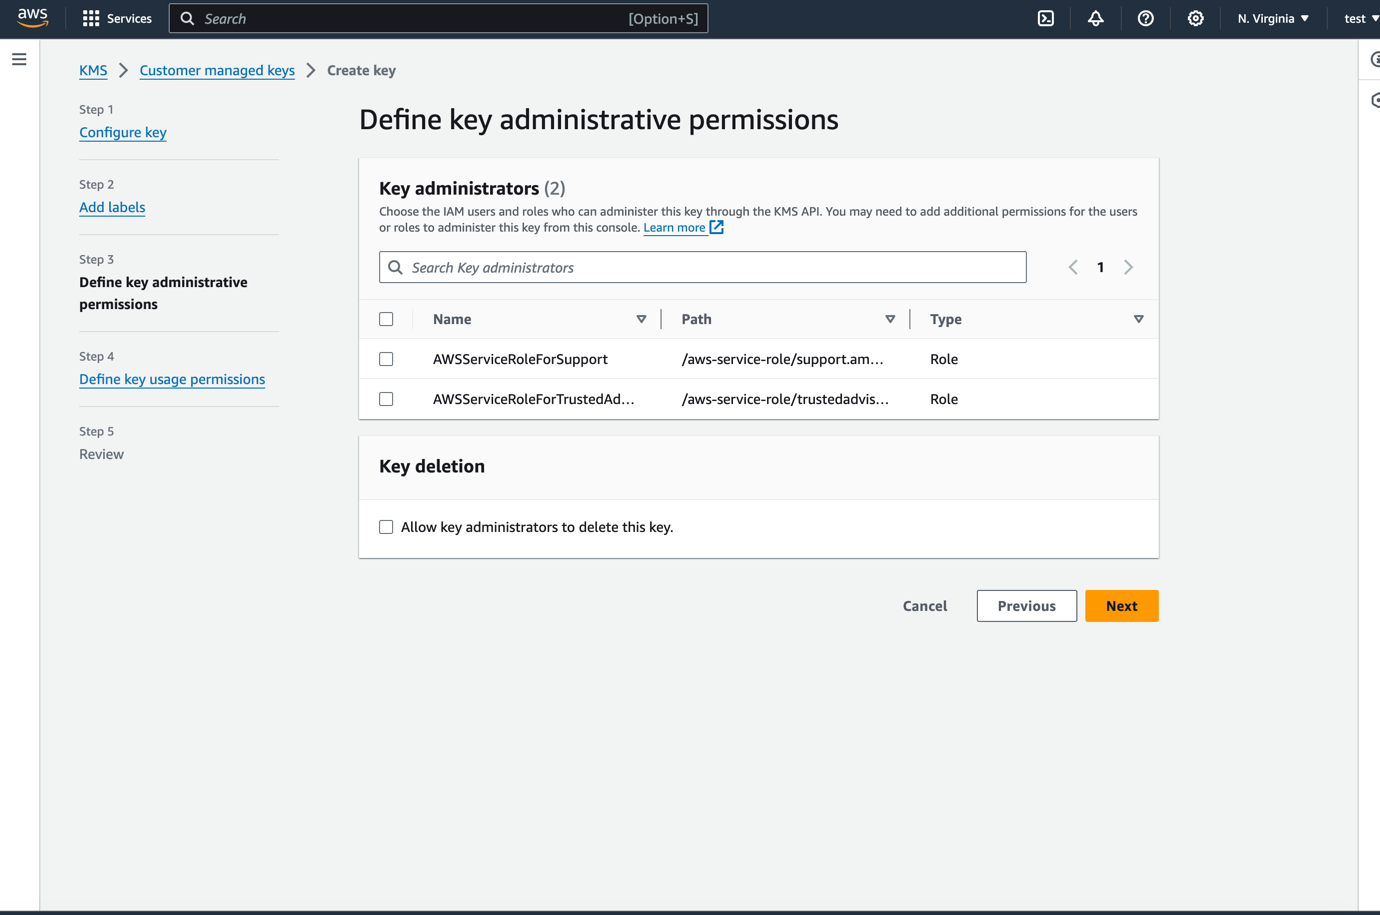 aws
Services
Search
[Option+S]
N. Virginia
test
KMS
Customer managed keys
Create key
Step 1
Configure key
Step 2
Add labels
Step 3
Define key administrative
permissions
Step 4
Define key usage permissions
Step 5
Review
Define key administrative permissions
Key administrators (2)
Choose the IAM users and roles who can administer this key through the KMS API. You may need to add additional permissions for the users
or roles to administer this key from this console. Learn more
Search Key administrators
1
Name
Path
Type
AWSServiceRoleForSupport
/aws-service-role/support.am...
Role
AWSServiceRoleForTrustedAd...
/aws-service-role/trustedadvis...
Role
Key deletion
Allow key administrators to delete this key.
Cancel
Previous
Next